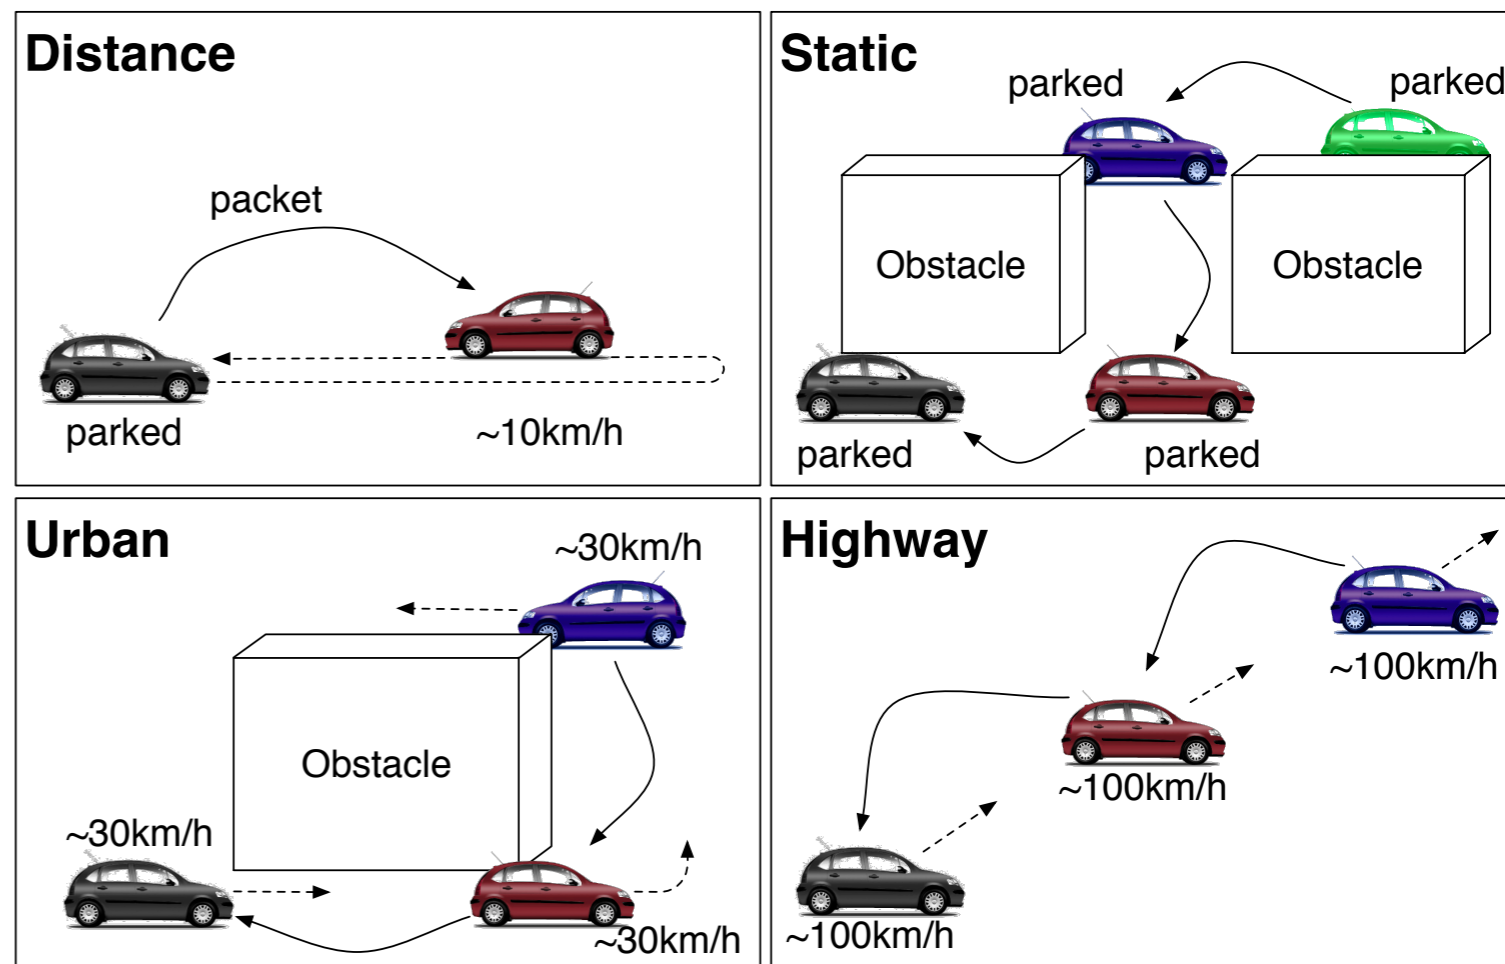 Distance
packet
parked
~10km/h
Static
parked
parked
Obstacle
Obstacle
parked
parked
Urban
~30km/h
Obstacle
~30km/h
~30km/h
Highway
~100km/h
~100km/h
~100km/h